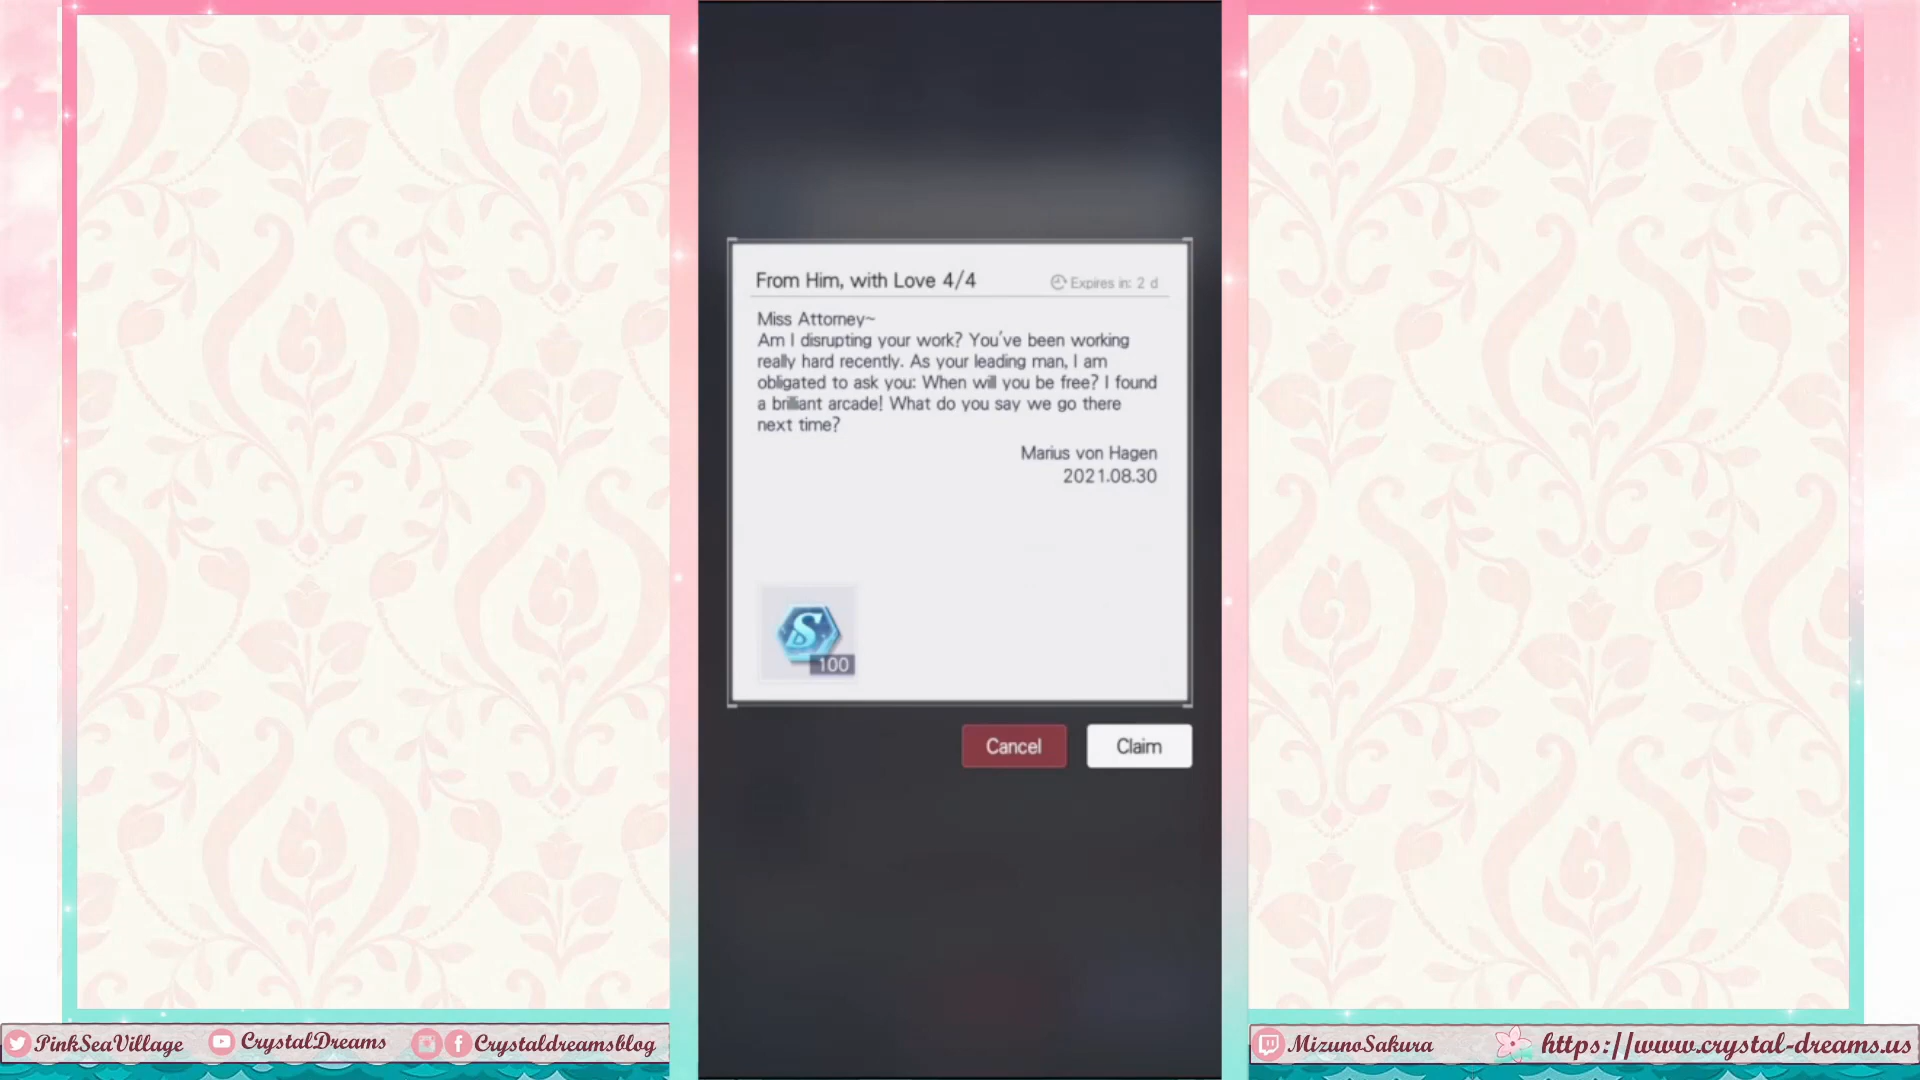 From Him, with Love 4/4
Expires in: 2 d
Miss Attorney~
Am I disrupting your work? You've been working
really hard recently. As your leading man, I am
obligated to ask you: When will you be free? I found
a brilliant arcade! What do you say we go there
next time?
Marius von Hagen
2021.08.30
S
100
Cancel
Claim
PinkSeaVillage
CrystalDreams
Crystaldreamsblog
MizunoSakura
https://www.crystal-dreams.us